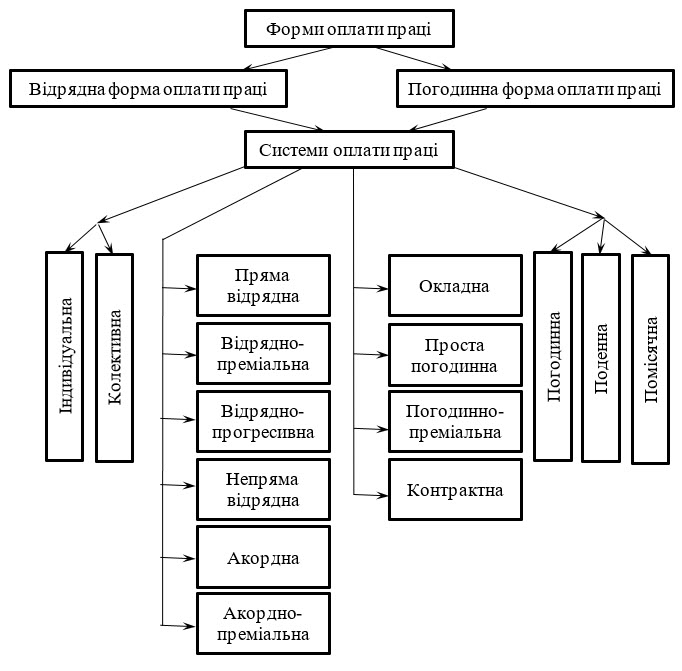 Форми оплати праці
Відрядна форма оплати праці
Погодинна форма оплати праці
Системи оплати праці
Індивідуальна
Колективна
Пряма
відрядна
Відрядно-
преміальна
Відрядно-
прогресивна
Непряма
відрядна
Акордна
Акордно-
преміальна
Окладна
Проста
погодинна
Погодинно-
преміальна
Контрактна
Погодинна
Поденна
Помісячна